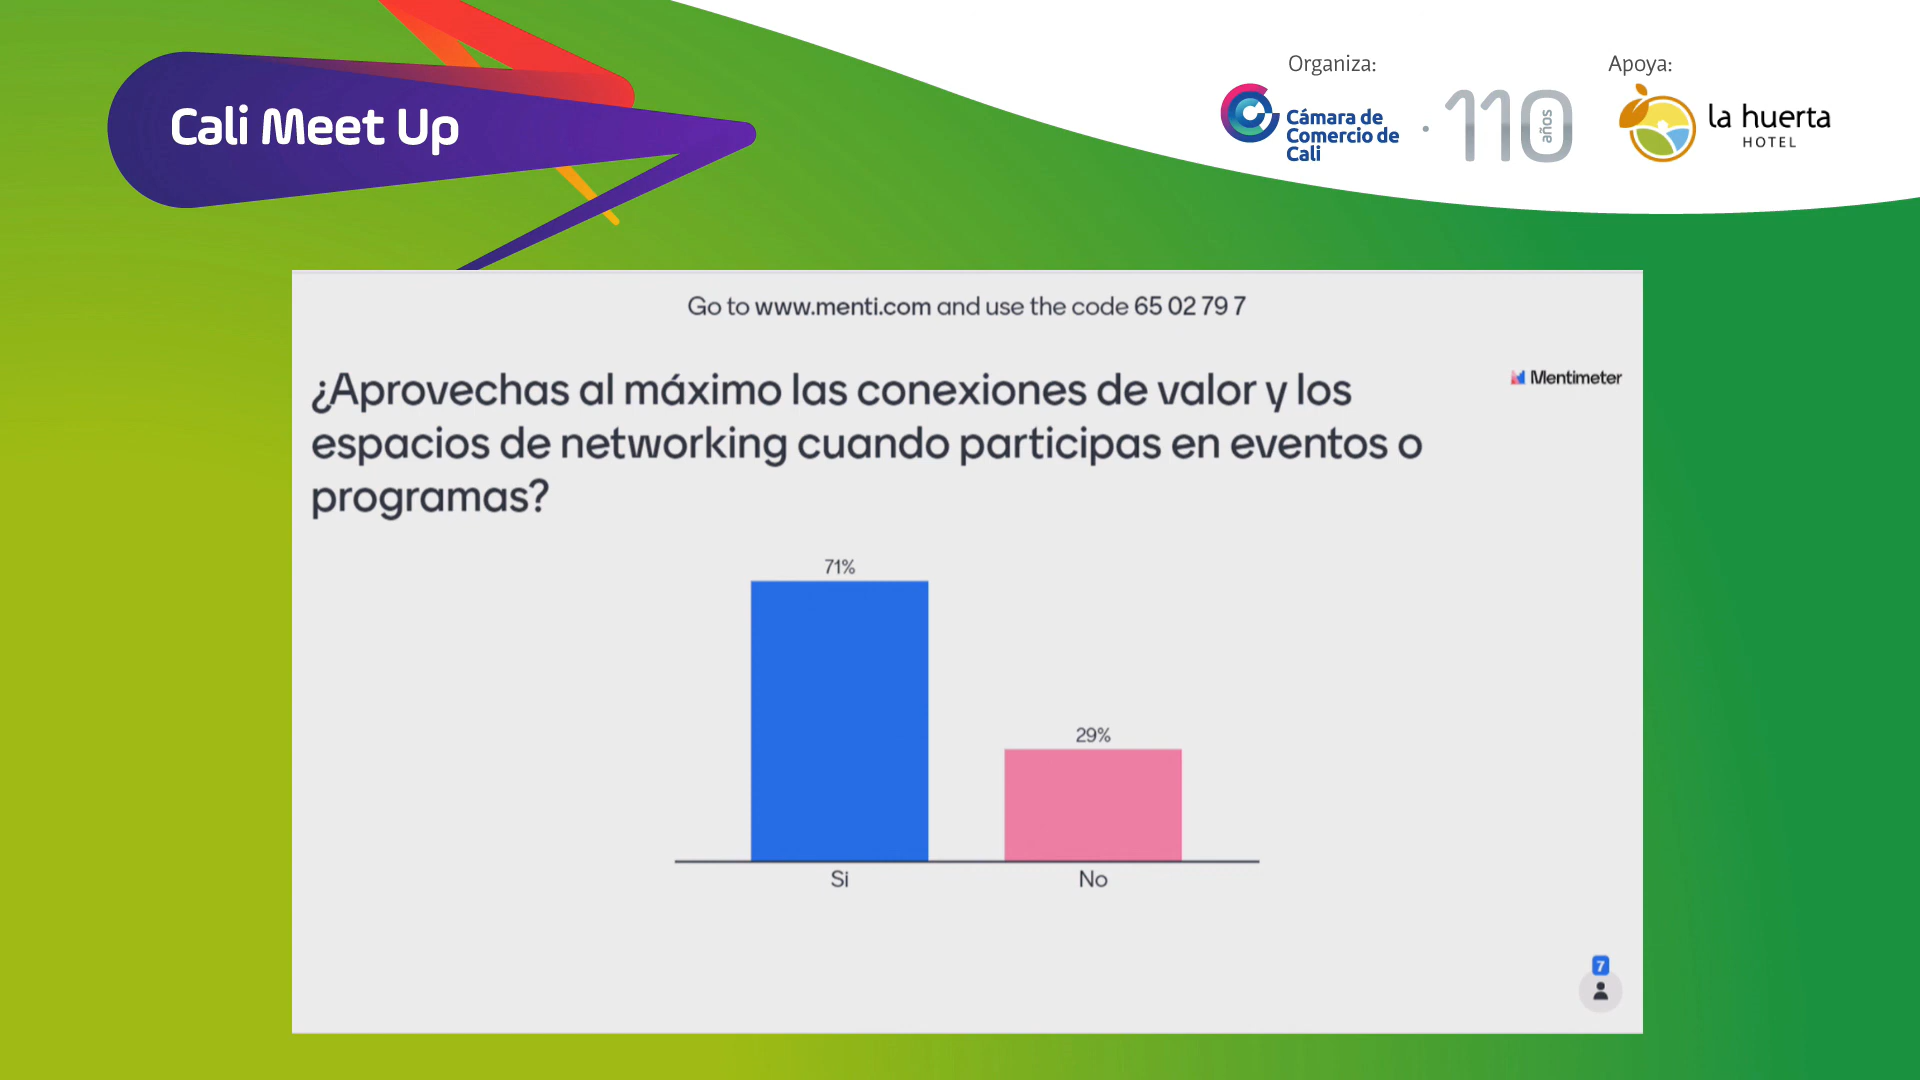 Cali Meet Up
Organiza:
Cámara de
Comercio de
Cali
110
años
Apoya:
la huerta
HOTEL
Go to www.menti.com and use the code 65 02 79 7
¿Aprovechas al máximo las conexiones de valor y los
espacios de networking cuando participas en eventos o
programas?
Mentimeter
71%
29%
Si
No
7